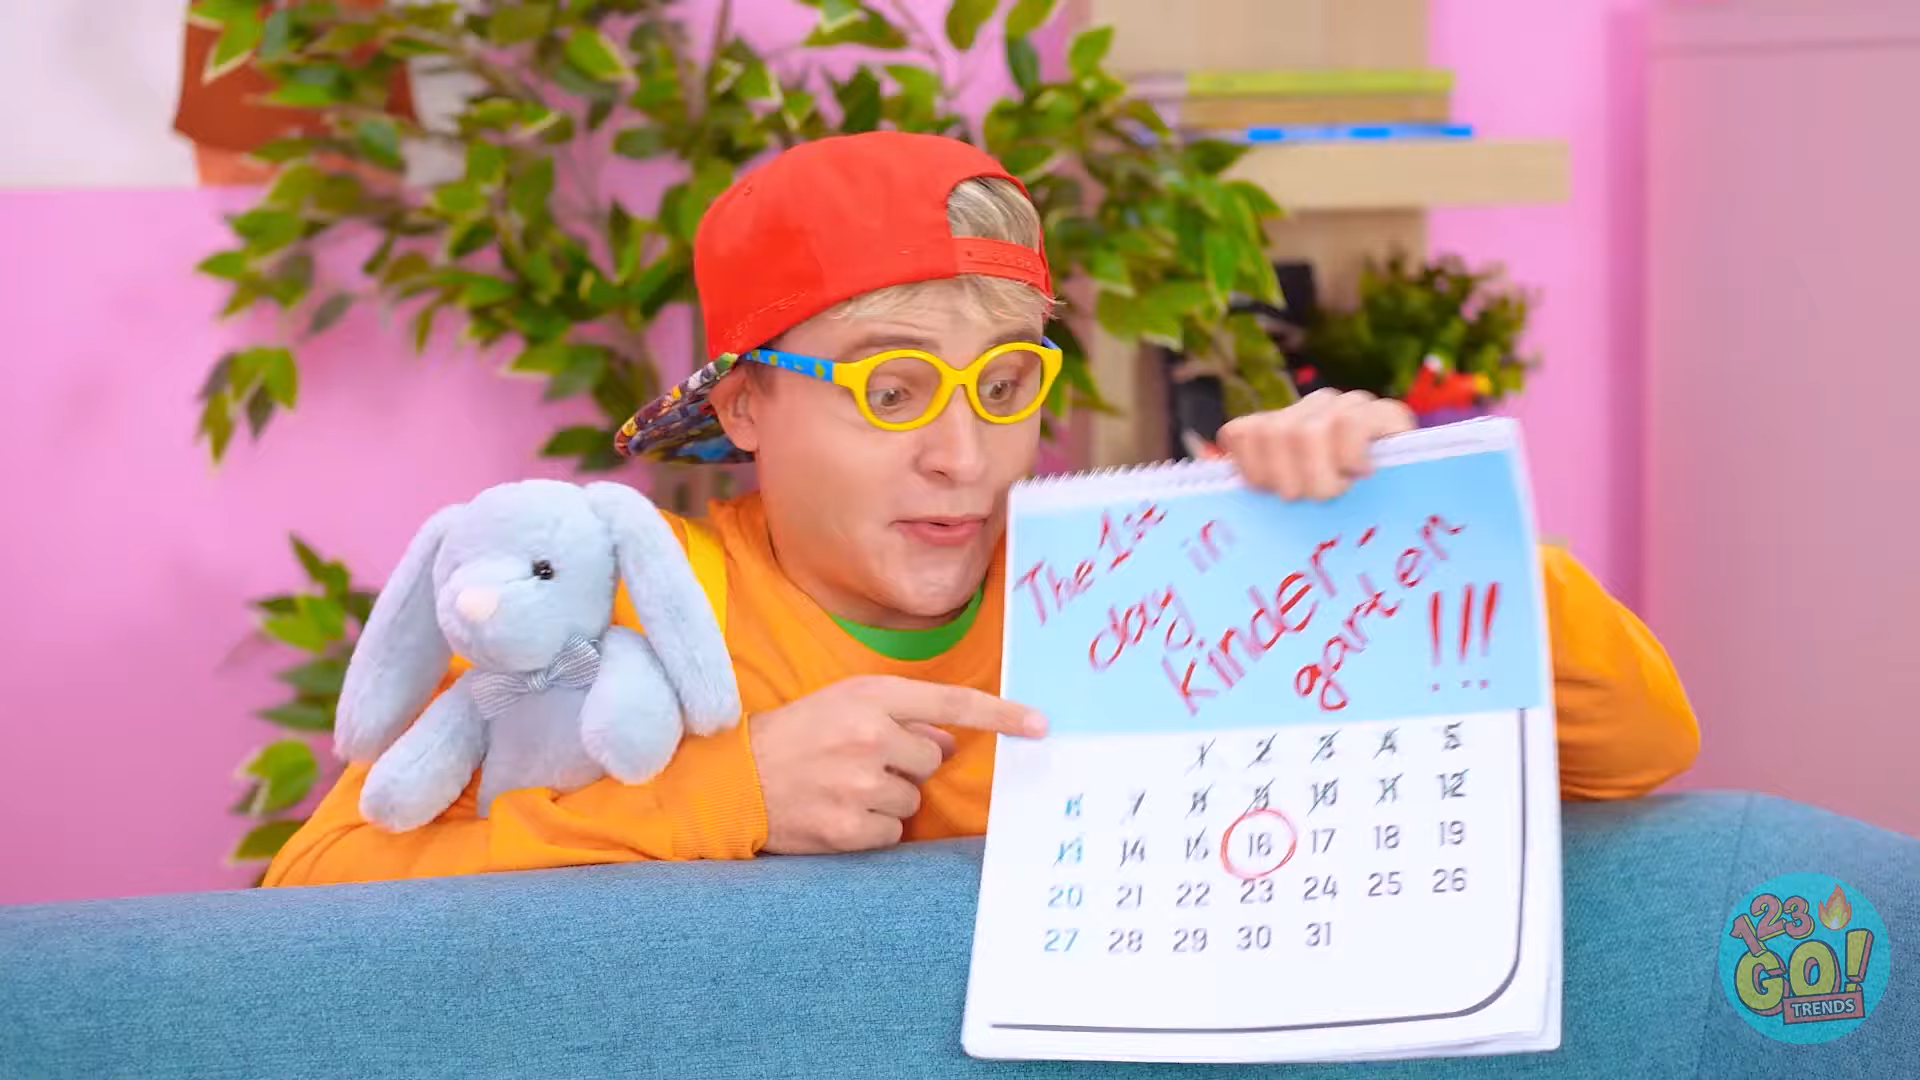 The 1st
day in
kinder-
garten
!!!
1 2 3 4 5
6 7 8 9 10 11 12
13 14 15 16 17 18 19
20 21 22 23 24 25 26
27 28 29 30 31
123
GO!
TRENDS